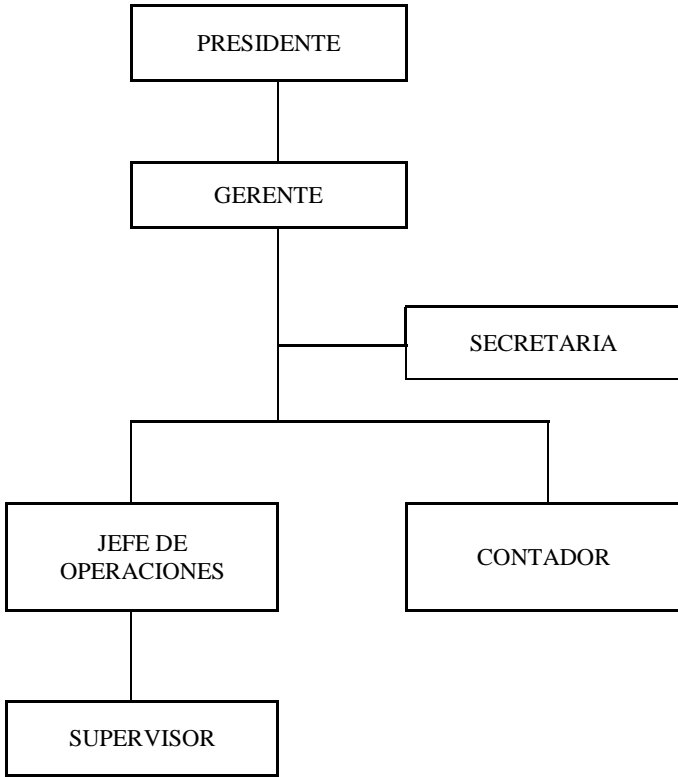 PRESIDENTE
GERENTE
SECRETARIA
JEFE DE
OPERACIONES
CONTADOR
SUPERVISOR